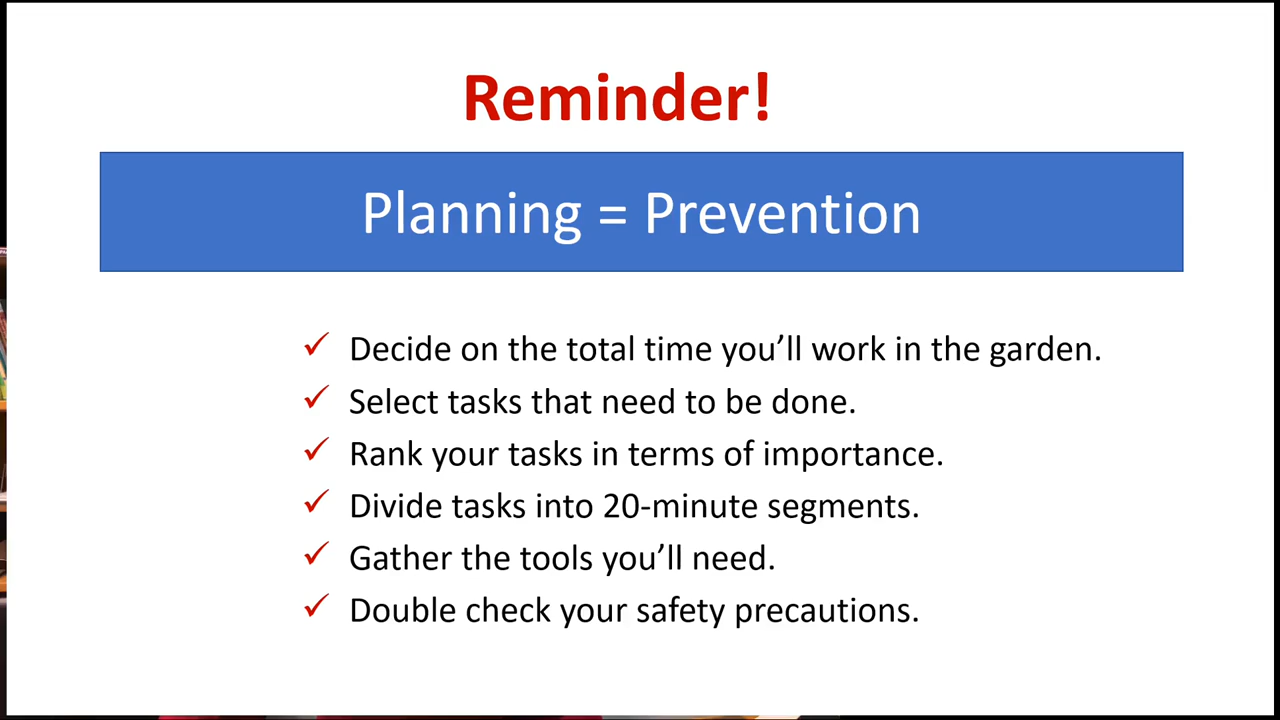 Reminder!
Planning = Prevention
✓ Decide on the total time you’ll work in the garden.
✓ Select tasks that need to be done.
✓ Rank your tasks in terms of importance.
✓ Divide tasks into 20-minute segments.
✓ Gather the tools you’ll need.
✓ Double check your safety precautions.